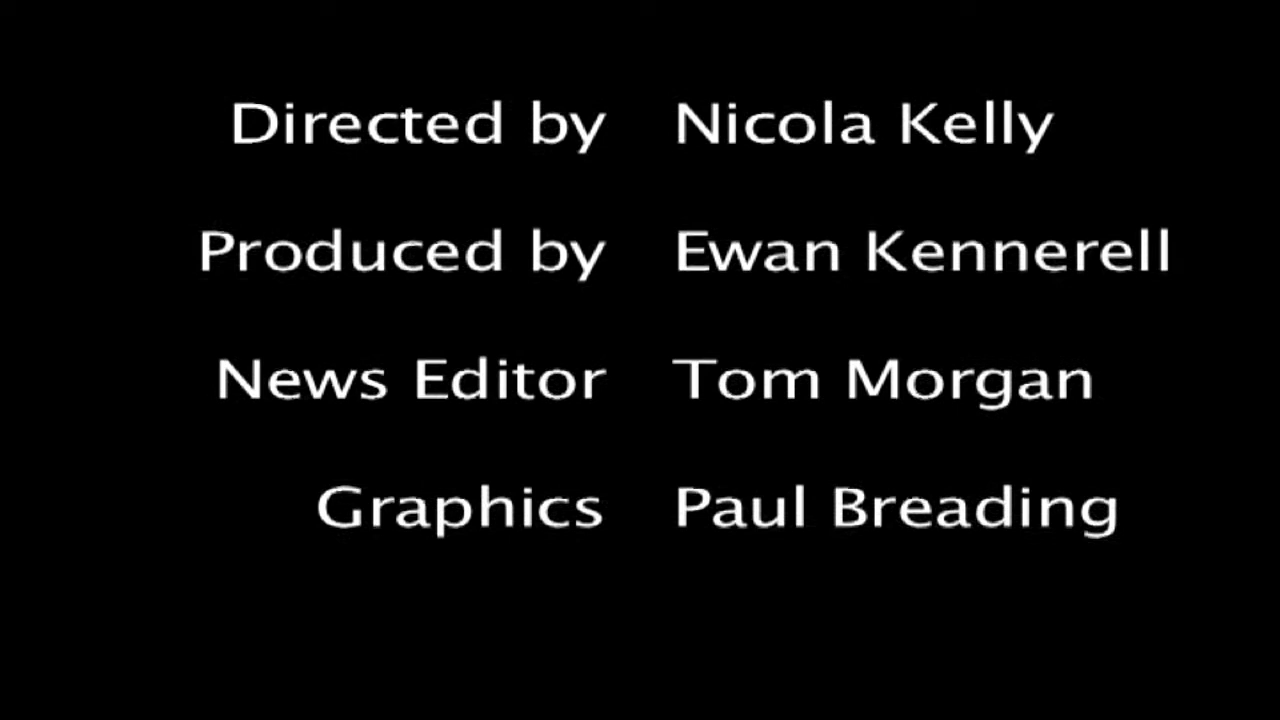 Directed by Nicola Kelly
Produced by Ewan Kennerell
News Editor Tom Morgan
Graphics Paul Breading